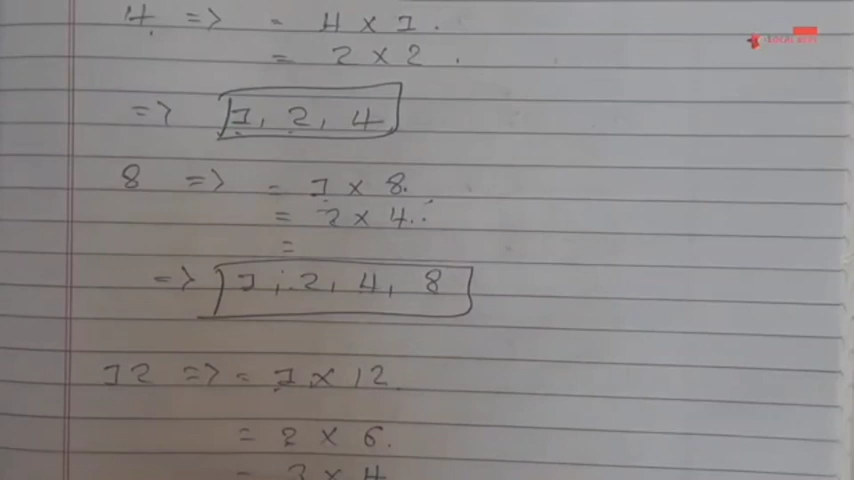 4 => = 4 x 1.
= 2 x 2.
=> 1, 2, 4
8 => = 1 x 8.
= 2 x 4.
=
=> 1, 2, 4, 8
12 => = 1 x 12.
= 2 x 6.
= 3 x 4